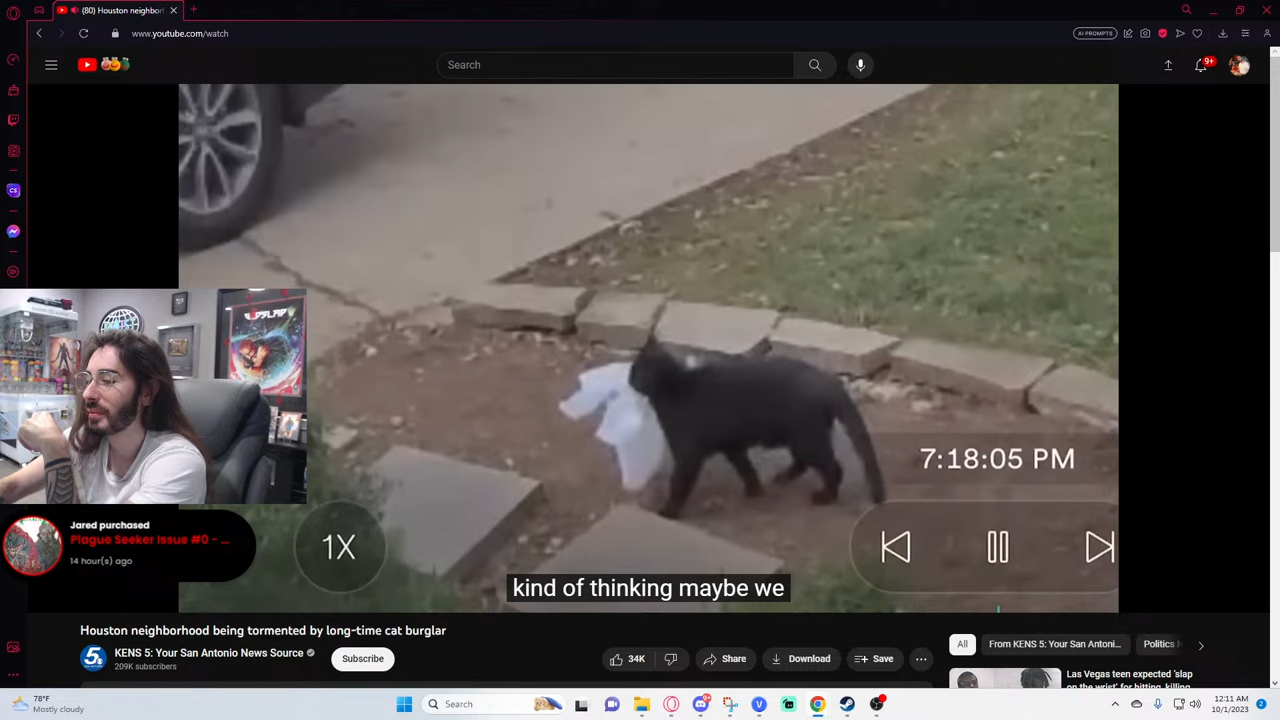 (80) Houston neighbor
www.youtube.com/watch
AI PROMPTS
Search
9+
7:18:05 PM
1X
kind of thinking maybe we
Jared purchased
Plague Seeker Issue #0 - ...
14 hour(s) ago
Houston neighborhood being tormented by long-time cat burglar
KENS 5: Your San Antonio News Source
209K subscribers
Subscribe
34K
Share
Download
Save
All
From KENS 5: Your San Antoni...
Politics N
Las Vegas teen expected 'slap
on the wrist' for hitting, killing
78°F
Mostly cloudy
Search
12:11 AM
10/1/2023